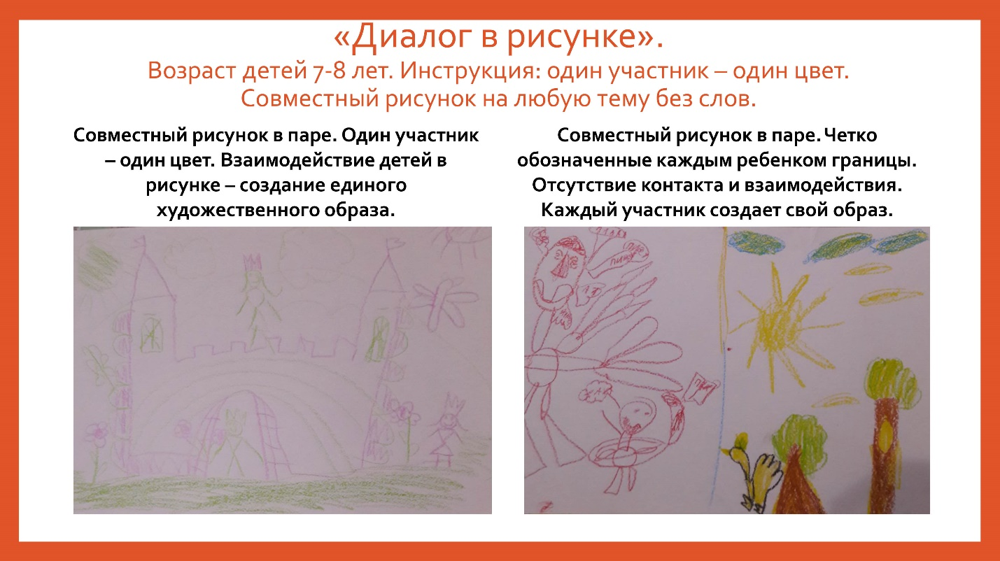 «Диалог в рисунке».
Возраст детей 7-8 лет. Инструкция: один участник – один цвет.
Совместный рисунок на любую тему без слов.
Совместный рисунок в паре. Один участник
– один цвет. Взаимодействие детей в
рисунке – создание единого
художественного образа.
Совместный рисунок в паре. Четко
обозначенные каждым ребенком границы.
Отсутствие контакта и взаимодействия.
Каждый участник создает свой образ.